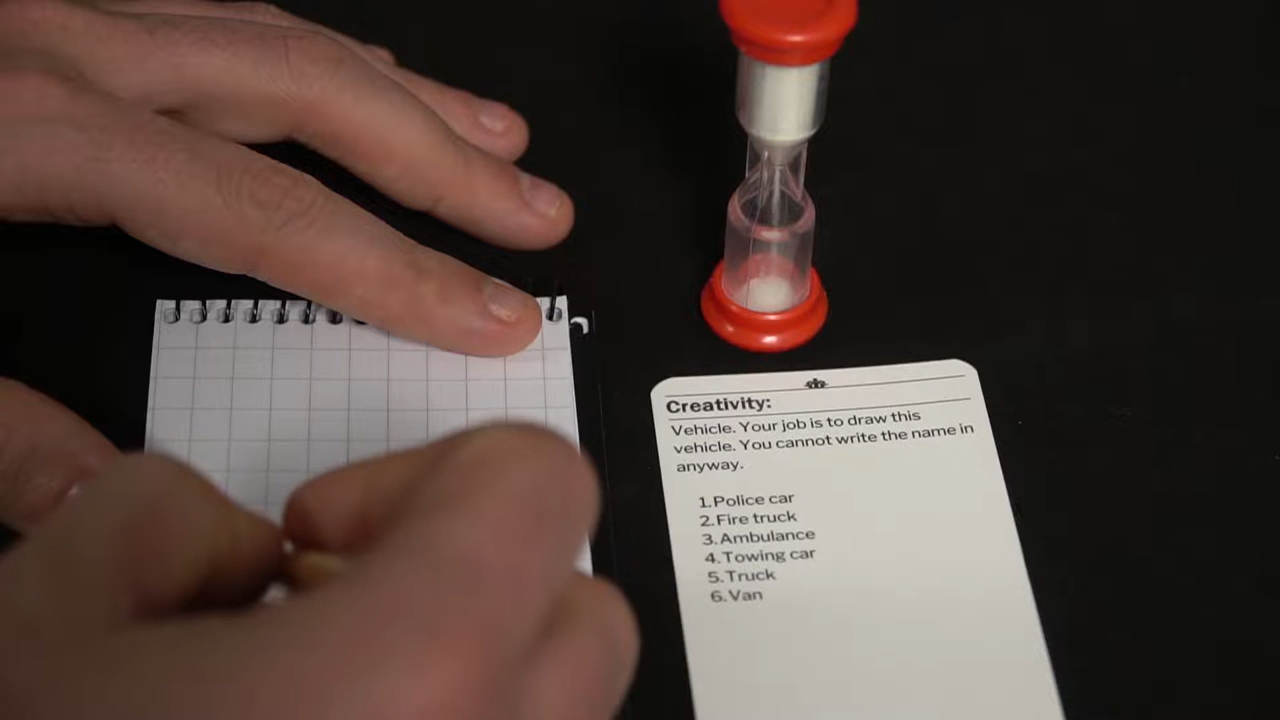 Creativity:
Vehicle. Your job is to draw this
vehicle. You cannot write the name in
anyway.
1. Police car
2. Fire truck
3. Ambulance
4. Towing car
5. Truck
6. Van